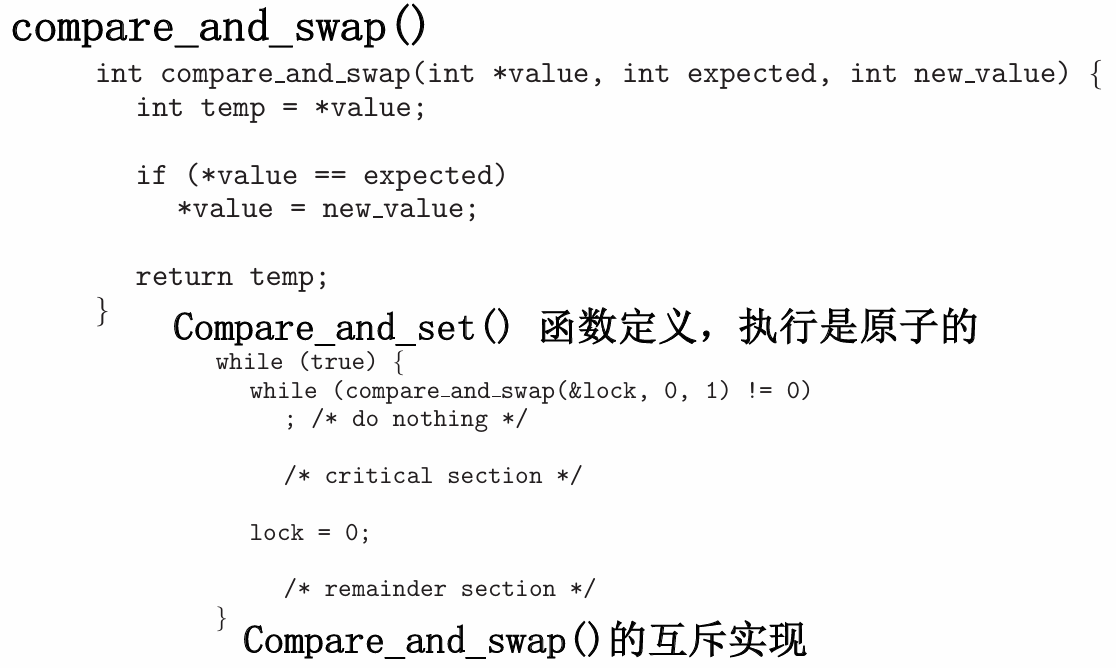 compare_and_swap()
int compare_and_swap(int *value, int expected, int new_value) {
int temp = *value;
if (*value == expected)
*value = new_value;
return temp;
}
Compare_and_set() 函数定义，执行是原子的
while (true) {
while (compare_and_swap(&lock, 0, 1) != 0)
; /* do nothing */
/* critical section */
lock = 0;
/* remainder section */
}
Compare_and_swap()的互斥实现